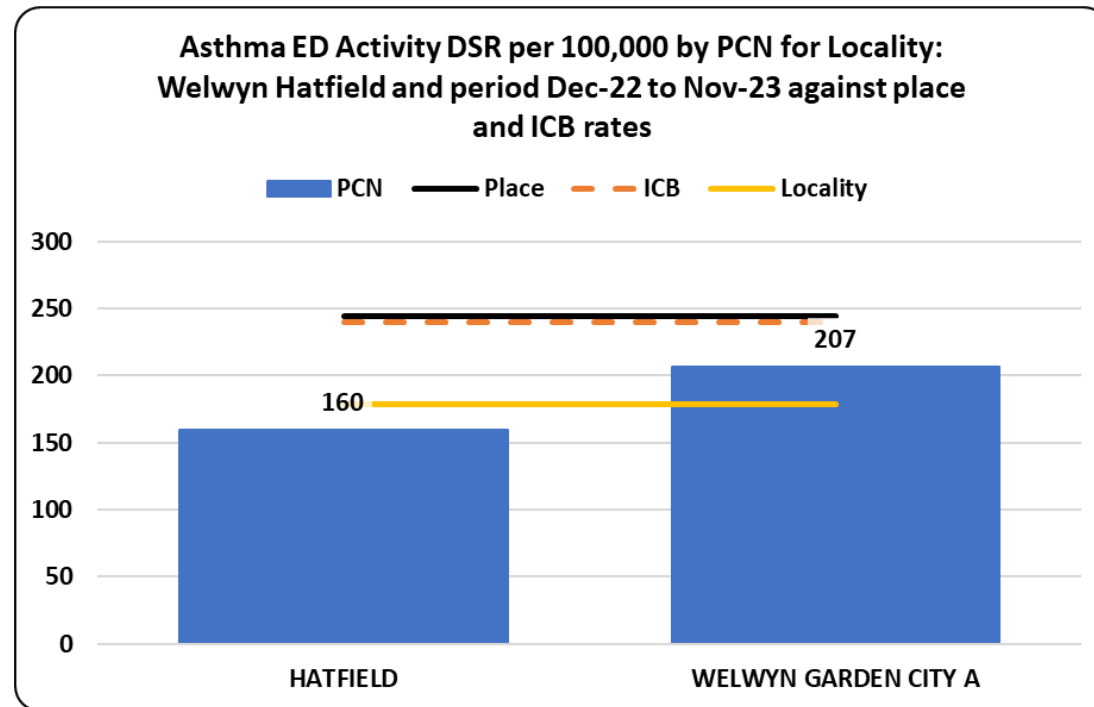 Asthma ED Activity DSR per 100,000 by PCN for Locality:
Welwyn Hatfield and period Dec-22 to Nov-23 against place
and ICB rates
PCN Place ICB Locality
300
250
200
150
100
50
0
207
160
HATFIELD WELWYN GARDEN CITY A